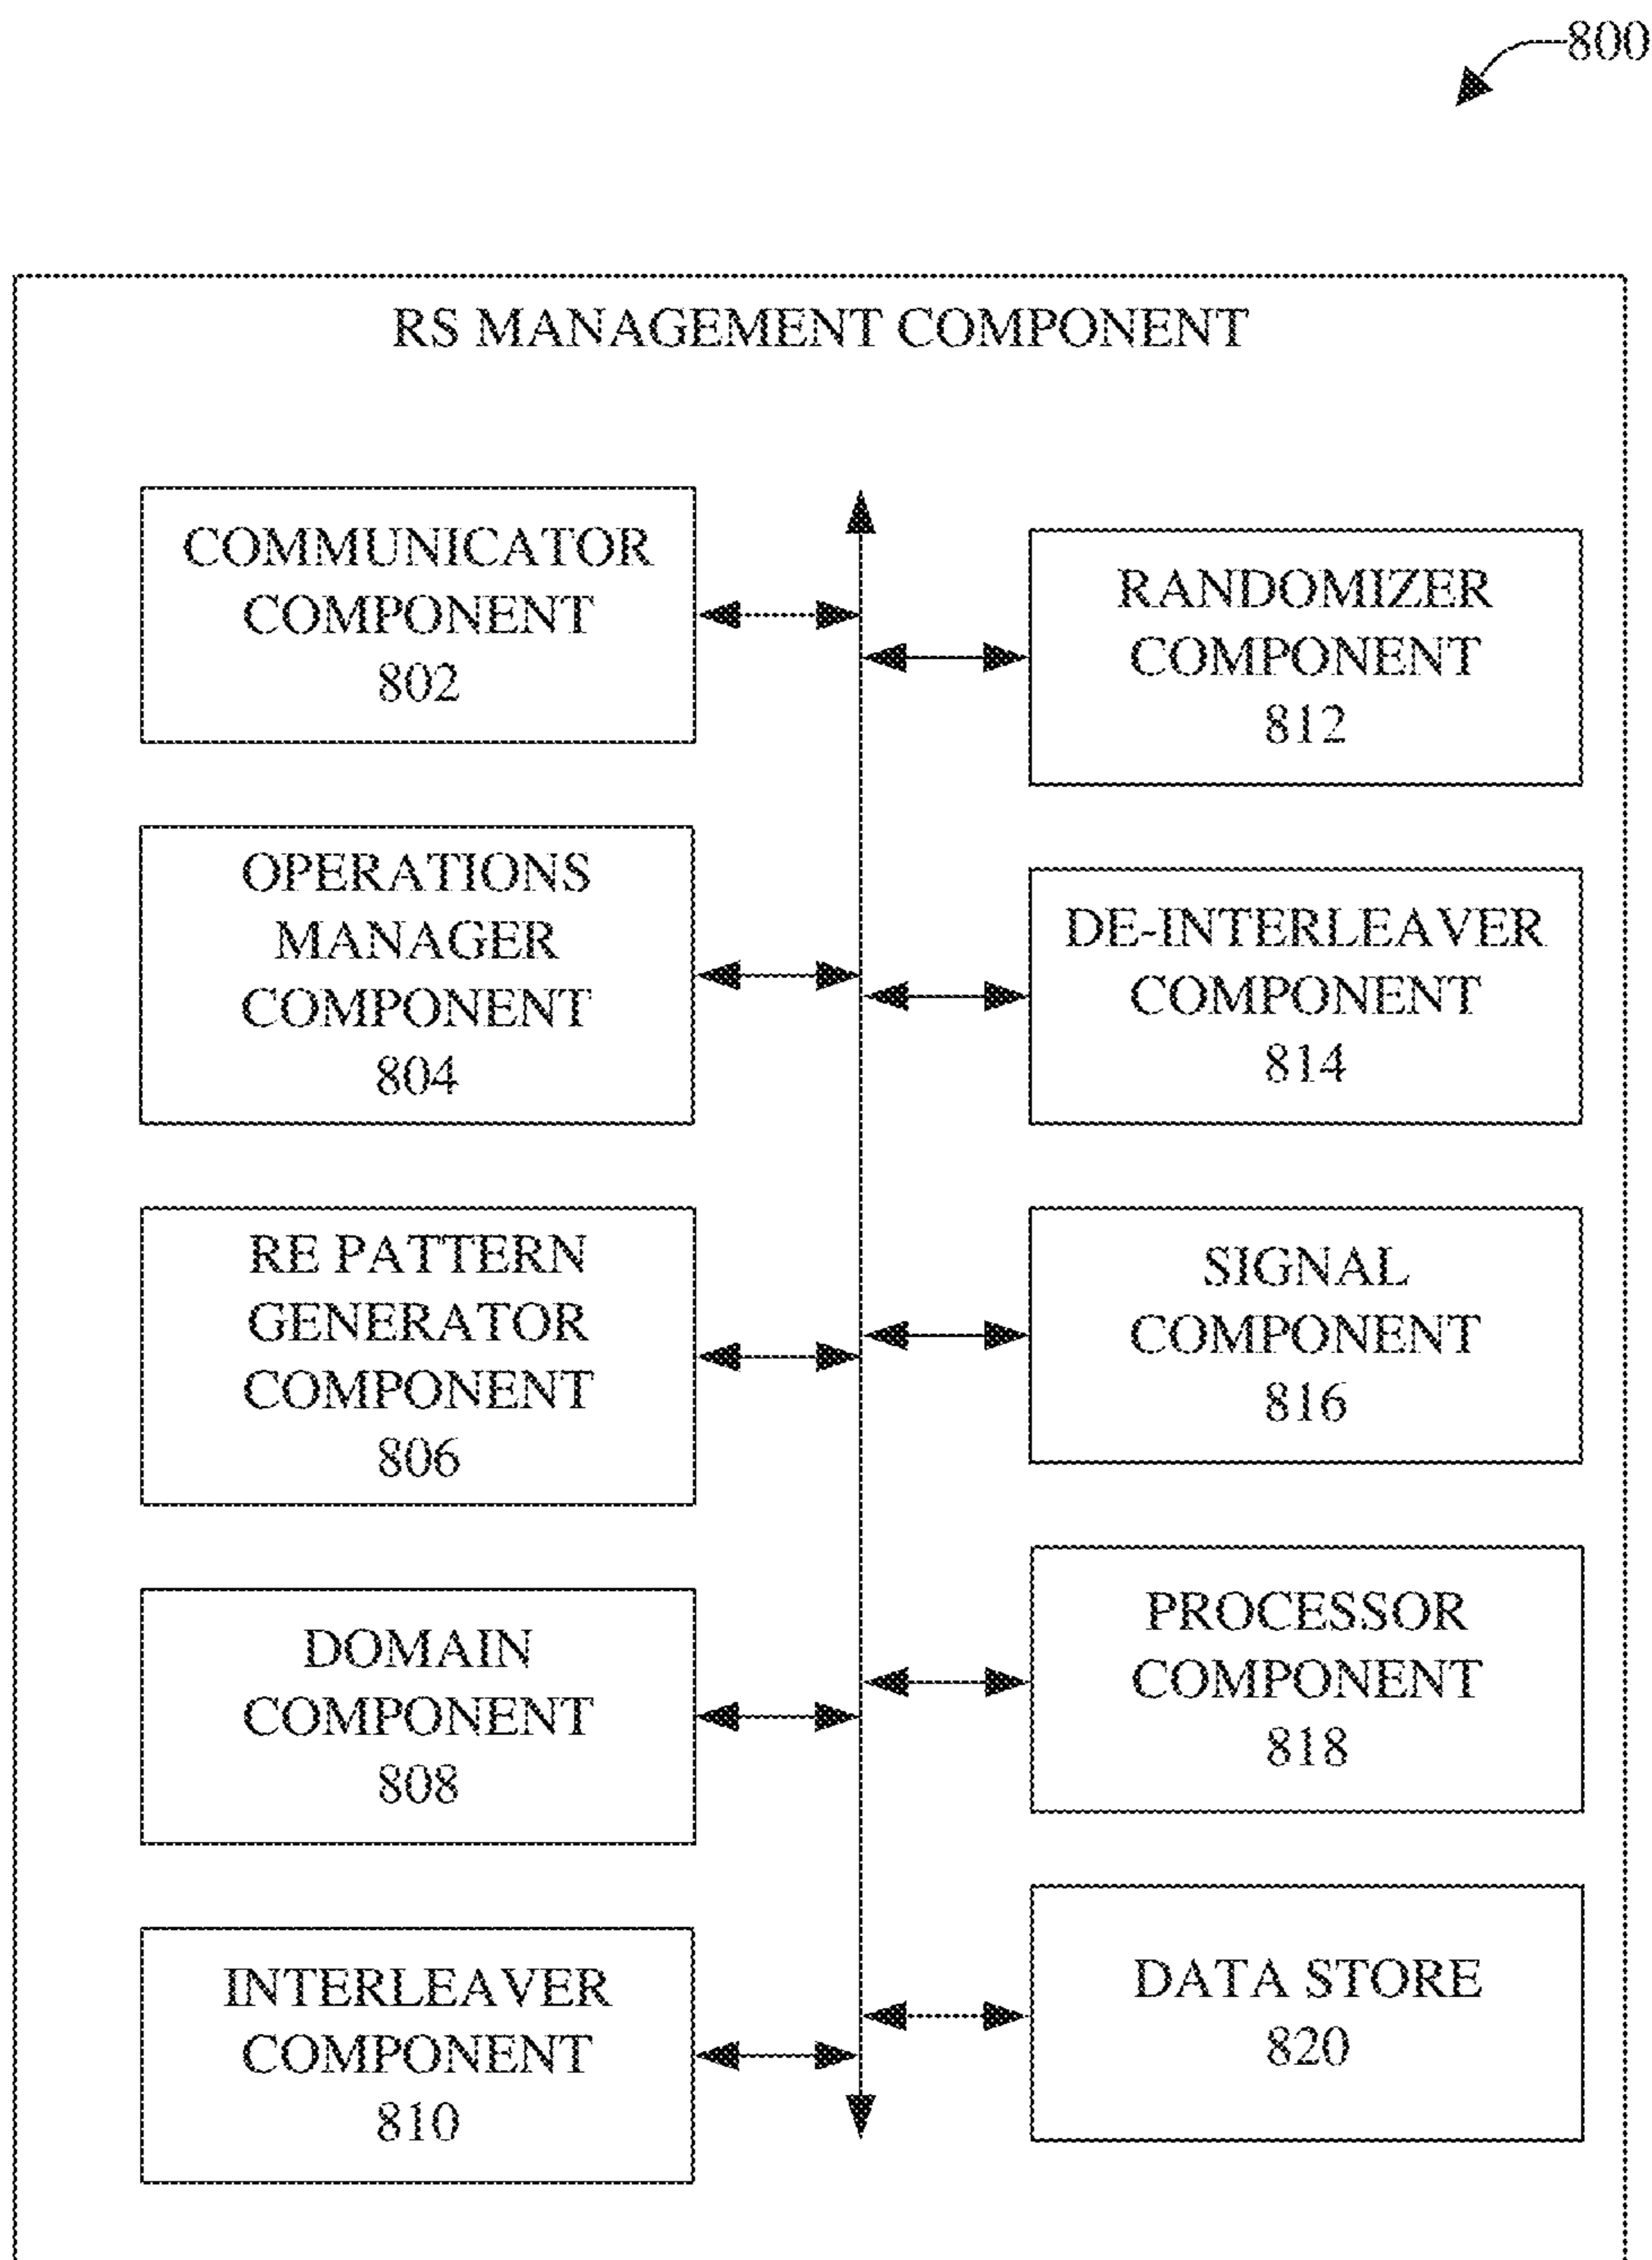 800
RS MANAGEMENT COMPONENT
COMMUNICATOR
COMPONENT
802
OPERATIONS
MANAGER
COMPONENT
804
RE PATTERN
GENERATOR
COMPONENT
806
DOMAIN
COMPONENT
808
INTERLEAVER
COMPONENT
810
RANDOMIZER
COMPONENT
812
DE-INTERLEAVER
COMPONENT
814
SIGNAL
COMPONENT
816
PROCESSOR
COMPONENT
818
DATA STORE
820